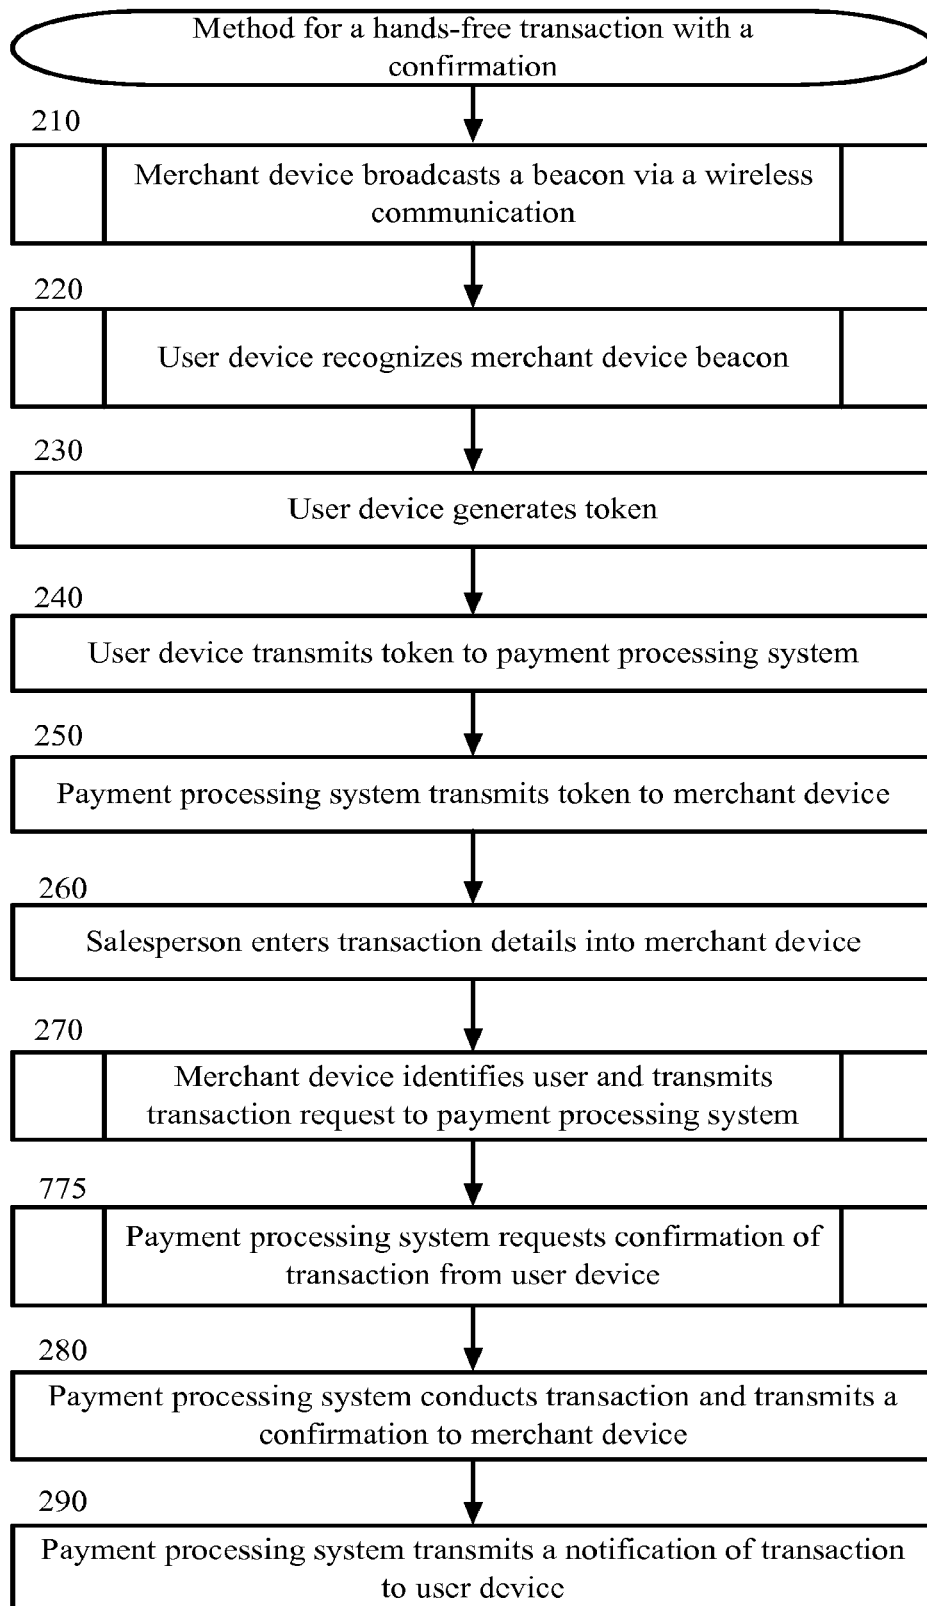 Method for a hands-free transaction with a
confirmation
210
Merchant device broadcasts a beacon via a wireless
communication
220
User device recognizes merchant device beacon
230
User device generates token
240
User device transmits token to payment processing system
250
Payment processing system transmits token to merchant device
260
Salesperson enters transaction details into merchant device
270
Merchant device identifies user and transmits
transaction request to payment processing system
775
Payment processing system requests confirmation of
transaction from user device
280
Payment processing system conducts transaction and transmits a
confirmation to merchant device
290
Payment processing system transmits a notification of transaction
to user device